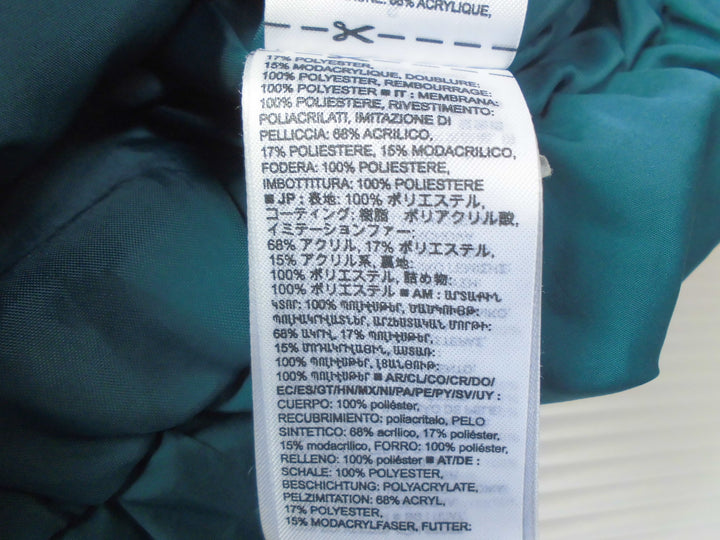 68% ACRYLIQUE,
17% POLYESTER,
15% MODACRYLIQUE, DOUBLURE:
100% POLYESTER, REMBOURRAGE:
100% POLYESTER ■ IT : MEMBRANA:
100% POLIESTERE, RIVESTIMENTO:
POLIACRILATI, IMITAZIONE DI
PELLICCIA: 68% ACRILICO,
17% POLIESTERE, 15% MODACRILICO,
FODERA: 100% POLIESTERE,
IMBOTTITURA: 100% POLIESTERE
■ JP : 表地: 100% ポリエステル,
コーティング: 樹脂 ポリアクリル酸,
イミテーションファー:
68% アクリル, 17% ポリエステル,
15% アクリル系, 裏地:
100% ポリエステル, 詰め物:
100% ポリエステル ■ AM : ԱՐՏԱՔԻՆ
ԿՏՈՐ: 100% ՊՈԼԻԷՍԹԵՐ, ԾԱԾԿՈՒՅԹ:
ՊՈԼԻԱԿՐԻԼԱՏՆԵՐ, ԱՐՀԵՍՏԱԿԱՆ ՄՈՐԹԻ:
68% ԱԿՐԻԼ, 17% ՊՈԼԻԷՍԹԵՐ,
15% ՄՈԴԱԿՐԻԼԱՅԻՆ, ԱՍՏԱՌ:
100% ՊՈԼԻԷՍԹԵՐ, ԼՑԱՆՅՈՒԹ:
100% ՊՈԼԻԷՍԹԵՐ ■ AR/CL/CO/CR/DO/
EC/ES/GT/HN/MX/NI/PA/PE/PY/SV/UY :
CUERPO: 100% poliéster,
RECUBRIMIENTO: poliacrilato, PELO
SINTÉTICO: 68% acrílico, 17% poliéster,
15% modacrílico, FORRO: 100% poliéster,
RELLENO: 100% poliéster ■ AT/DE :
SCHALE: 100% POLYESTER,
BESCHICHTUNG: POLYACRYLATE,
PELZIMITATION: 68% ACRYL,
17% POLYESTER,
15% MODACRYLFASER, FUTTER: